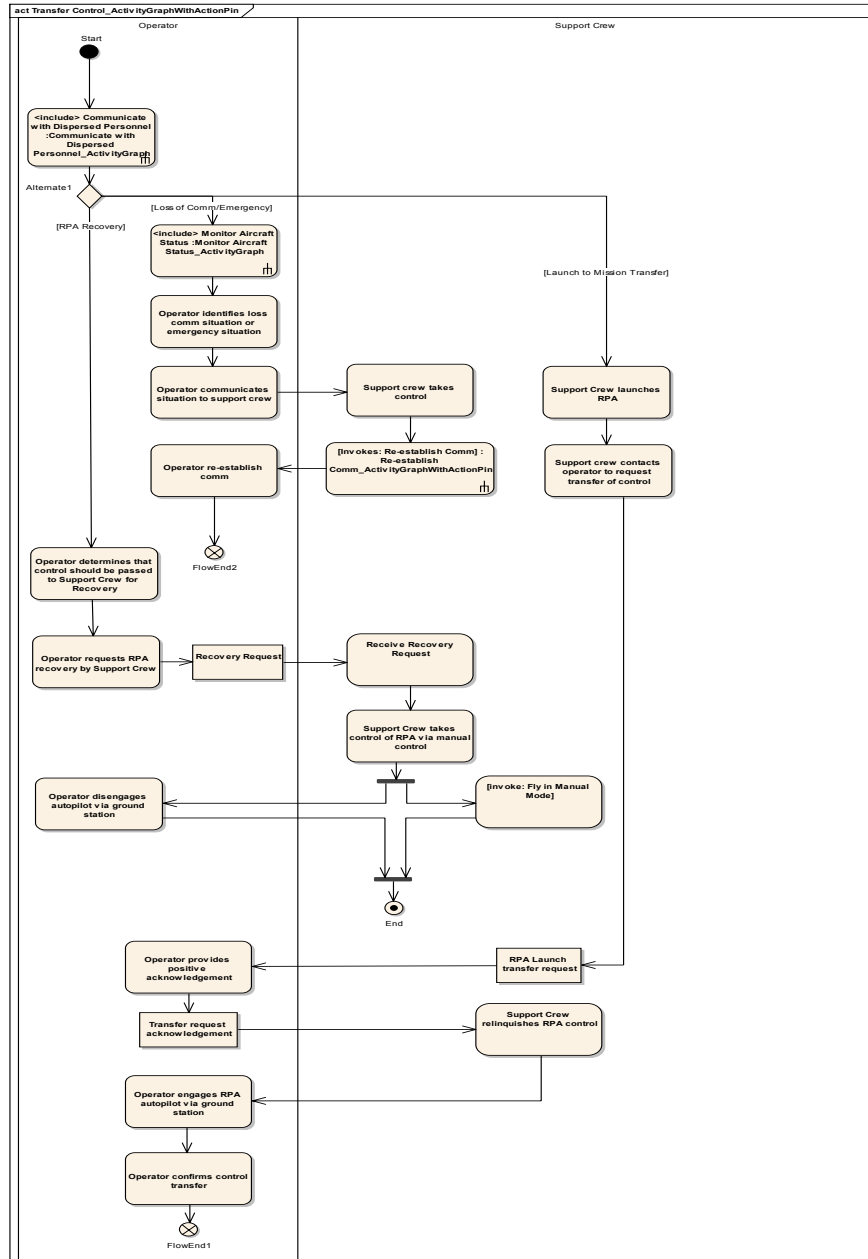 act Transfer Control_ActivityGraphWithActionPin
Operator
Support Crew
Start
<include> Communicate
with Dispersed Personnel
:Communicate with
Dispersed
Personnel_ActivityGraph
Alternate1
[Loss of Comm/Emergency]
[RPA Recovery]
<include> Monitor Aircraft
Status :Monitor Aircraft
Status_ActivityGraph
[Launch to Mission Transfer]
Operator identifies loss
comm situation or
emergency situation
Operator communicates
situation to support crew
Support crew takes
control
Support Crew launches
RPA
Operator re-establish
comm
[Invokes: Re-establish Comm] :
Re-establish
Comm_ActivityGraphWithActionPin
Support crew contacts
operator to request
transfer of control
FlowEnd2
Operator determines that
control should be passed
to Support Crew for
Recovery
Operator requests RPA
recovery by Support Crew
Recovery Request
Receive Recovery
Request
Support Crew takes
control of RPA via manual
control
Operator disengages
autopilot via ground
station
[Invoke: Fly in Manual
Mode]
End
Operator provides
positive
acknowledgement
RPA Launch
transfer request
Transfer request
acknowledgement
Support Crew
relinquishes RPA control
Operator engages RPA
autopilot via ground
station
Operator confirms control
transfer
FlowEnd1